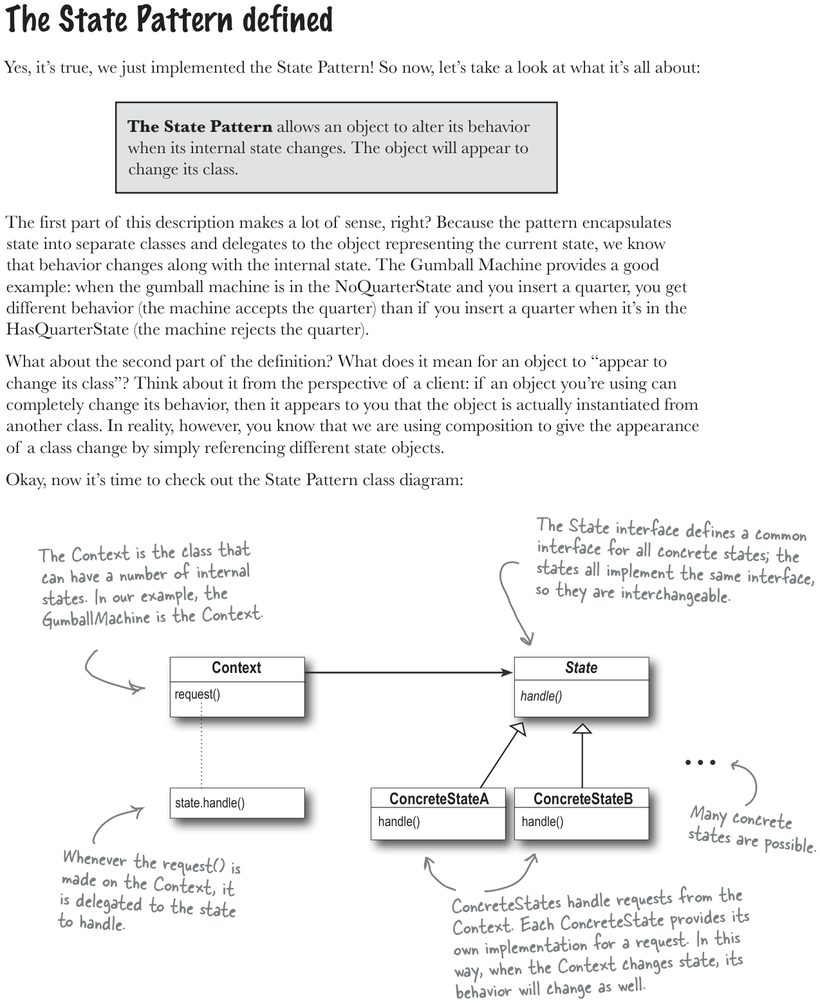 The State Pattern defined
Yes, it's true, we just implemented the State Pattern! So now, let's take a look at what it's all about:
The State Pattern allows an object to alter its behavior
when its internal state changes. The object will appear to
change its class.
The first part of this description makes a lot of sense, right? Because the pattern encapsulates
state into separate classes and delegates to the object representing the current state, we know
that behavior changes along with the internal state. The Gumball Machine provides a good
example: when the gumball machine is in the NoQuarterState and you insert a quarter, you get
different behavior (the machine accepts the quarter) than if you insert a quarter when it's in the
HasQuarterState (the machine rejects the quarter).
What about the second part of the definition? What does it mean for an object to “appear to
change its class”? Think about it from the perspective of a client: if an object you're using can
completely change its behavior, then it appears to you that the object is actually instantiated from
another class. In reality, however, you know that we are using composition to give the appearance
of a class change by simply referencing different state objects.
Okay, now it's time to check out the State Pattern class diagram:
The Context is the class that
can have a number of internal
states. In our example, the
GumballMachine is the Context.
The State interface defines a common
interface for all concrete states; the
states all implement the same interface,
so they are interchangeable.
Context
request()
State
handle()
state.handle()
ConcreteStateA
handle()
ConcreteStateB
handle()
Many concrete
states are possible.
Whenever the request() is
made on the Context, it
is delegated to the state
to handle.
ConcreteStates handle requests from the
Context. Each ConcreteState provides its
own implementation for a request. In this
way, when the Context changes state, its
behavior will change as well.